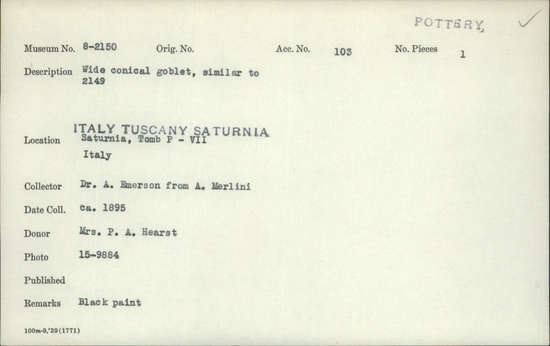 POTTERY
Museum No. 8-2150 Orig. No. Acc. No. 103 No. Pieces 1
Description Wide conical goblet, similar to
2149
ITALY TUSCANY SATURNIA
Location Saturnia, Tomb P - VII
Italy
Collector Dr. A. Emerson from A. Merlini
Date Coll. ca. 1895
Donor Mrs. P. A. Hearst
Photo 15-9884
Published
Remarks Black paint
100m-9,'29(1771)